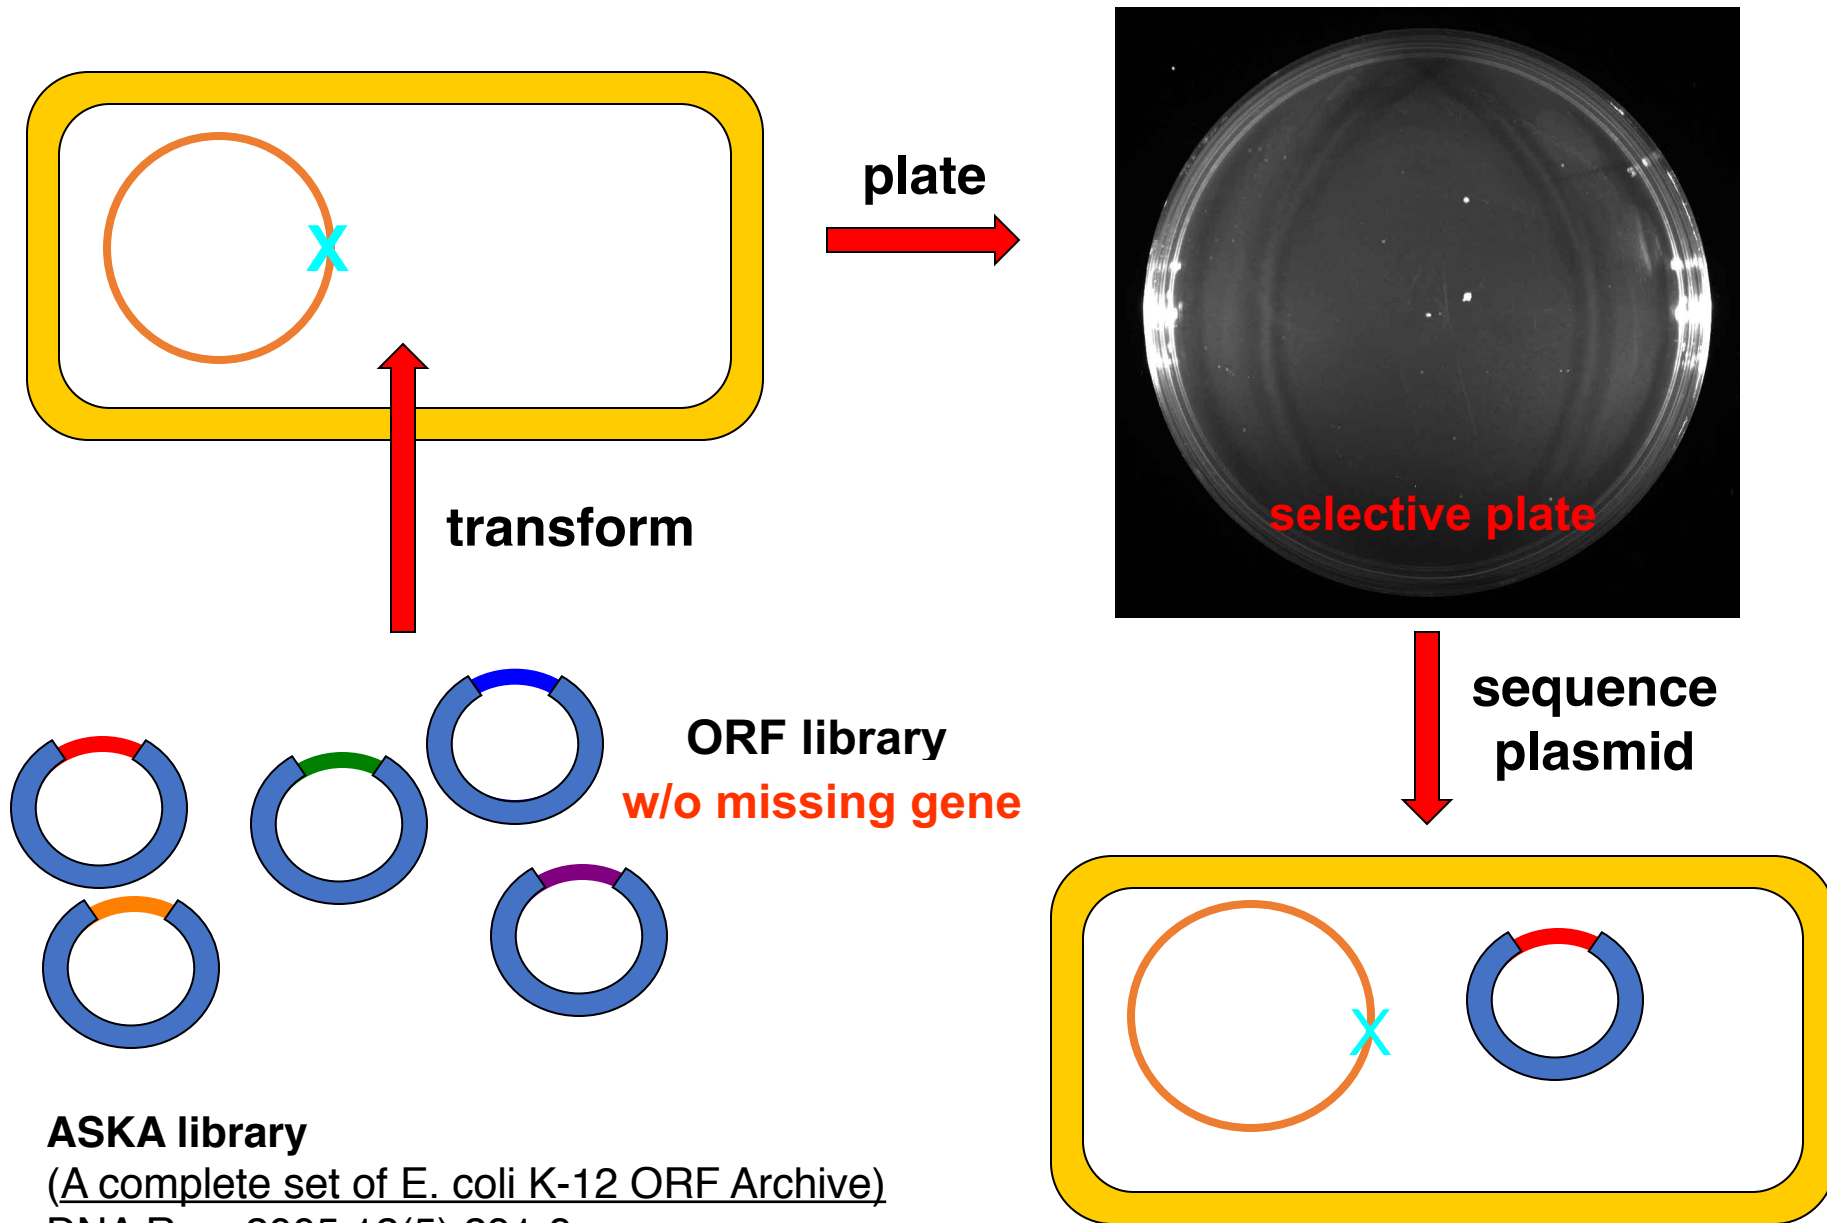 X
plate
selective plate
transform
sequence
plasmid
ORF library
w/o missing gene
X
ASKA library
(A complete set of E. coli K-12 ORF Archive)